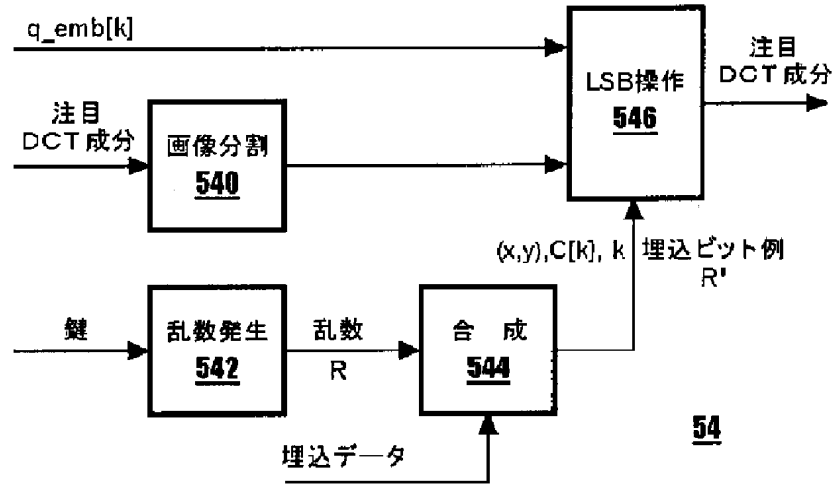 q_emb[k]
注目
DCT成分
画像分割
540
LSB操作
546
注目
DCT成分
(x,y),C[k], k 埋込ビット例
R'
鍵
乱数発生
542
乱数
R
合 成
544
埋込データ
54